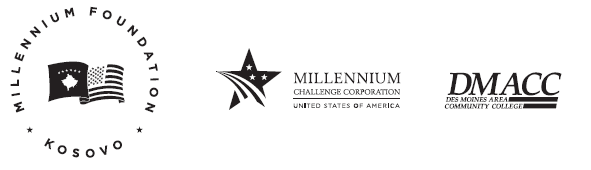 MILLENNIUM FOUNDATION
KOSOVO
MILLENNIUM
CHALLENGE CORPORATION
UNITED STATES OF AMERICA
DMACC
DES MOINES AREA
COMMUNITY COLLEGE